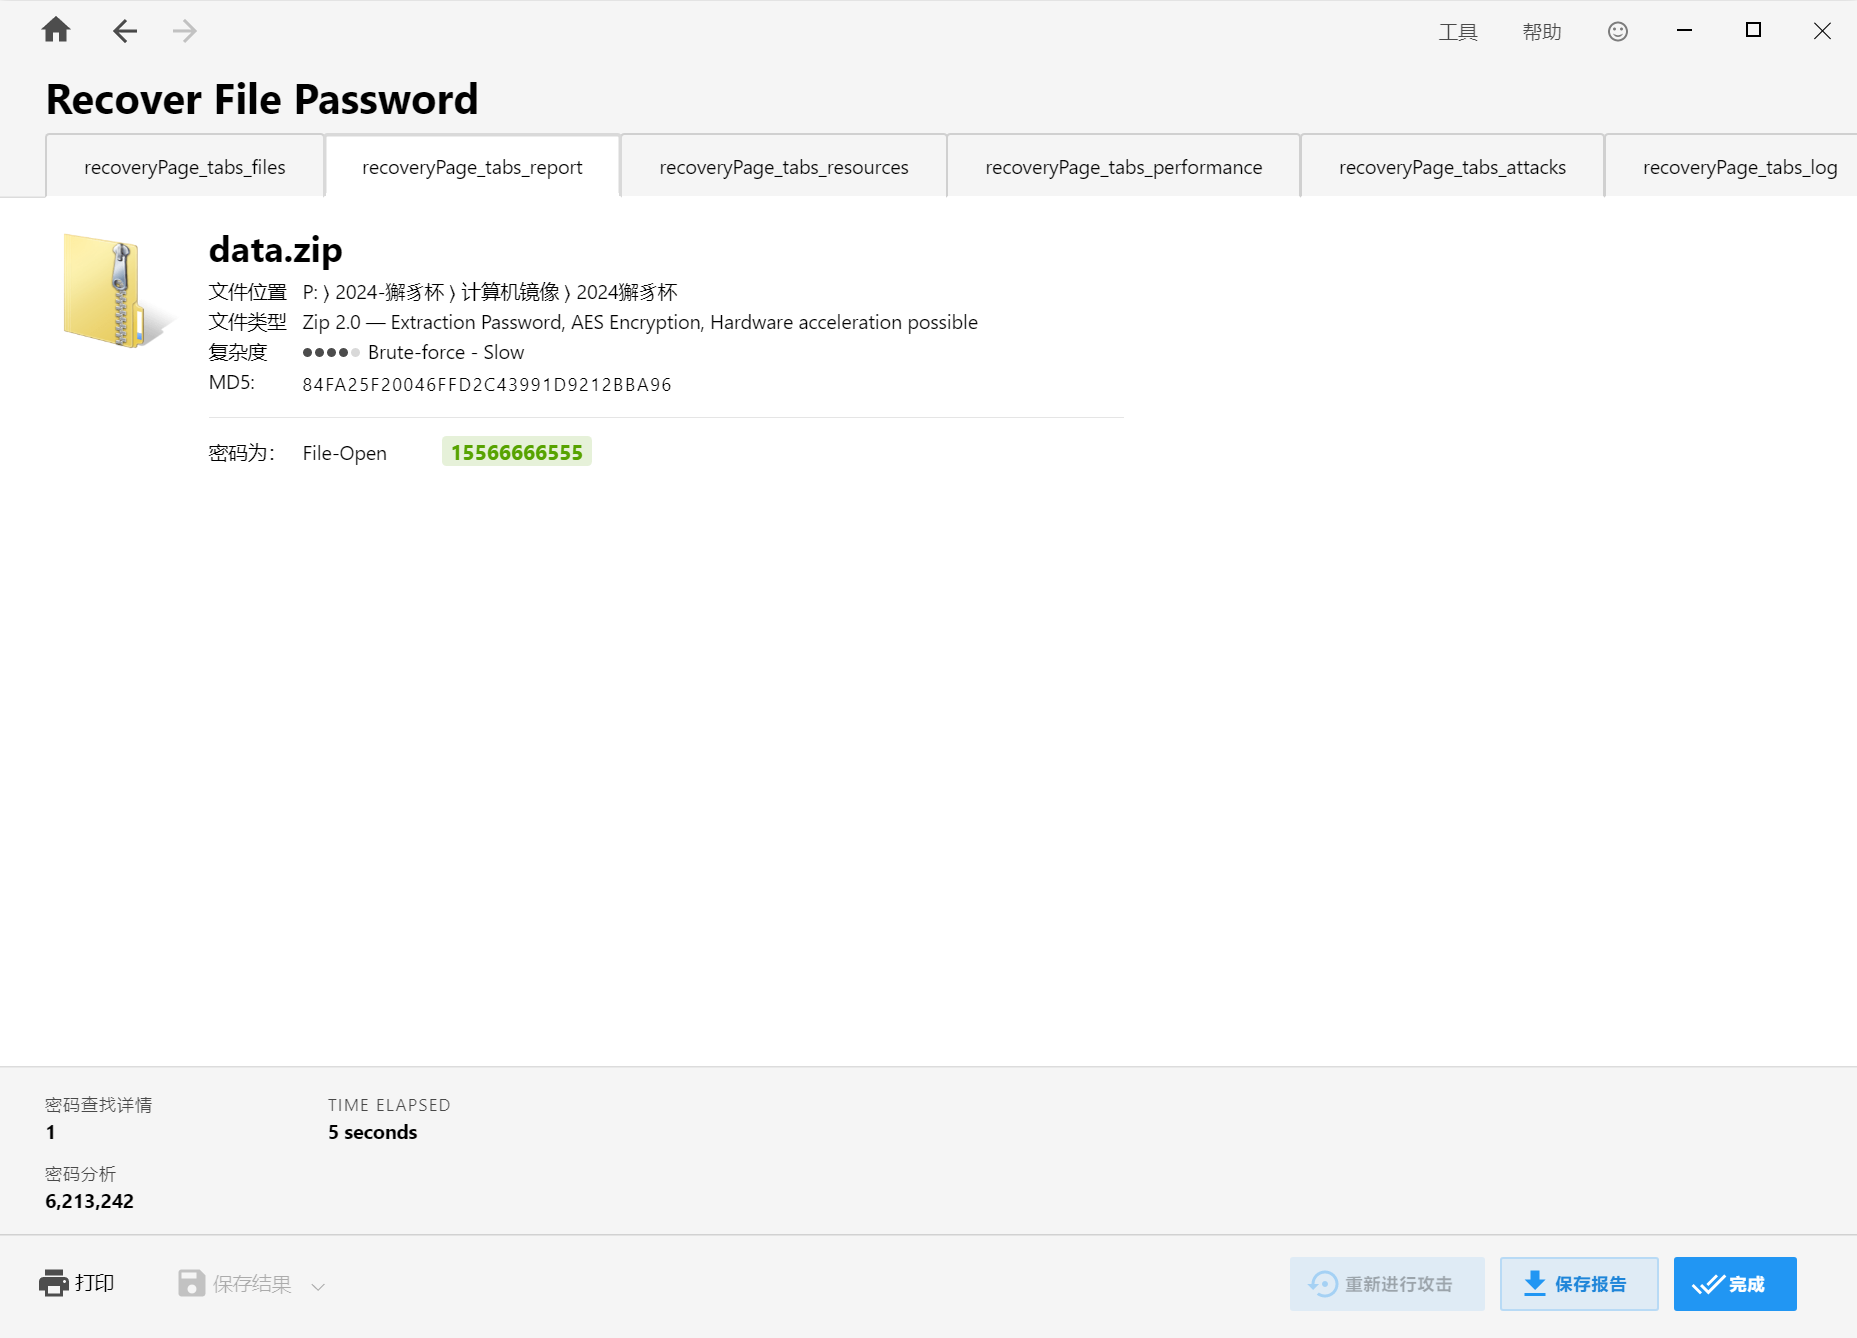 工具 帮助
Recover File Password
recoveryPage_tabs_files recoveryPage_tabs_report recoveryPage_tabs_resources recoveryPage_tabs_performance recoveryPage_tabs_attacks recoveryPage_tabs_log
data.zip
文件位置 P: ⟩ 2024-獬豸杯 ⟩ 计算机镜像 ⟩ 2024獬豸杯
文件类型 Zip 2.0 — Extraction Password, AES Encryption, Hardware acceleration possible
复杂度 Brute-force - Slow
MD5: 84FA25F20046FFD2C43991D9212BBA96
密码为： File-Open 15566666555
密码查找详情 TIME ELAPSED
1 5 seconds
密码分析
6,213,242
打印 保存结果 重新进行攻击 保存报告 完成